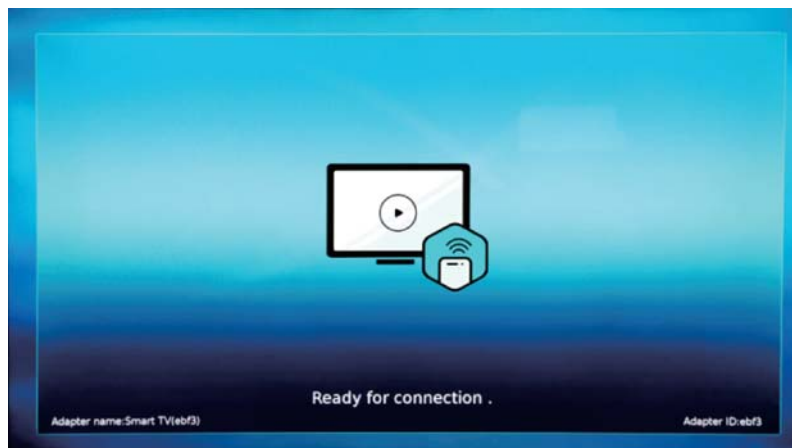 Ready for connection .
Adapter name:Smart TV(ebf3)
Adapter ID:ebf3